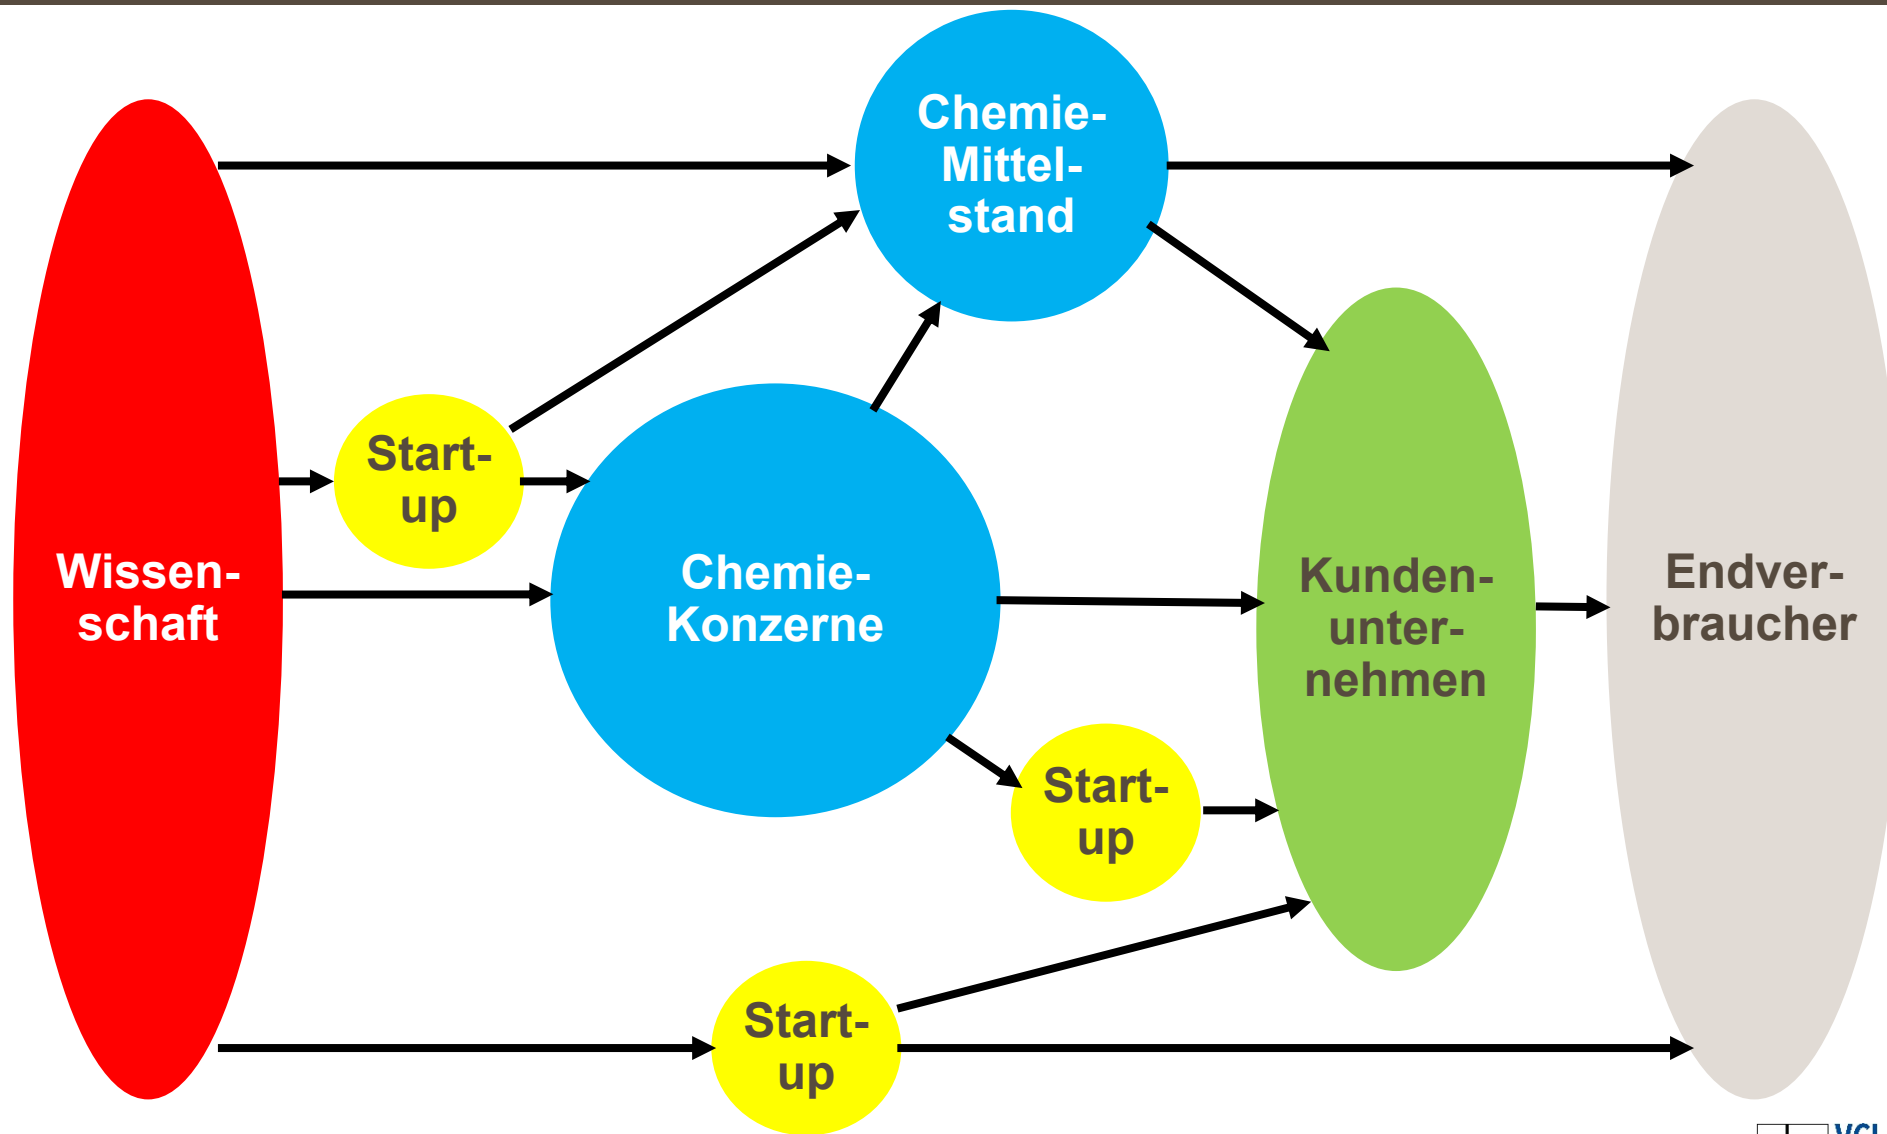 Chemie-
Mittel-
stand
Start-
up
Wissen-
schaft
Chemie-
Konzerne
Kunden-
unter-
nehmen
Endver-
braucher
Start-
up
Start-
up